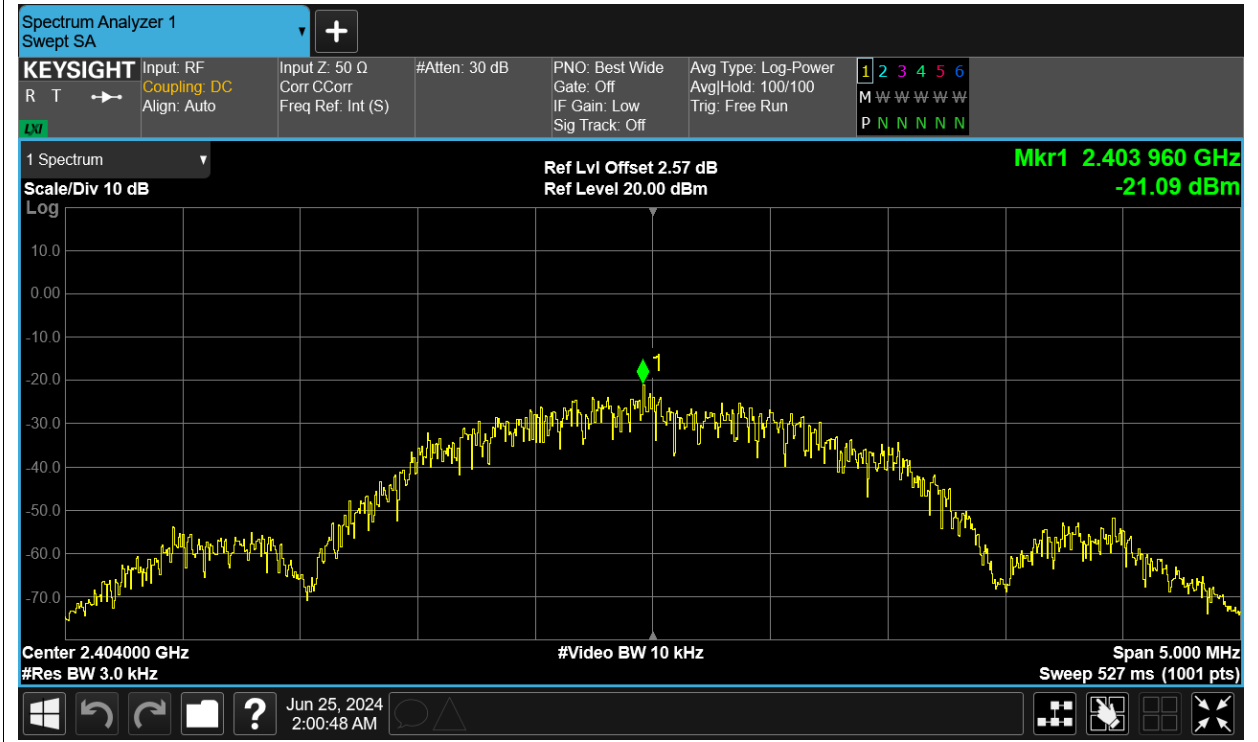 Spectrum Analyzer 1
Swept SA
KEYSIGHT
R T
LXI
Input: RF
Coupling: DC
Align: Auto
Input Z: 50 Ω
Corr CCorr
Freq Ref: Int (S)
#Atten: 30 dB
PNO: Best Wide
Gate: Off
IF Gain: Low
Sig Track: Off
Avg Type: Log-Power
Avg|Hold: 100/100
Trig: Free Run
1 2 3 4 5 6
M W W W W W
P N N N N N
1 Spectrum
Scale/Div 10 dB
Log
Ref Lvl Offset 2.57 dB
Ref Level 20.00 dBm
Mkr1 2.403 960 GHz
-21.09 dBm
10.0
0.00
-10.0
-20.0
-30.0
-40.0
-50.0
-60.0
-70.0
1
Center 2.404000 GHz
#Res BW 3.0 kHz
#Video BW 10 kHz
Span 5.000 MHz
Sweep 527 ms (1001 pts)
?
Jun 25, 2024
2:00:48 AM